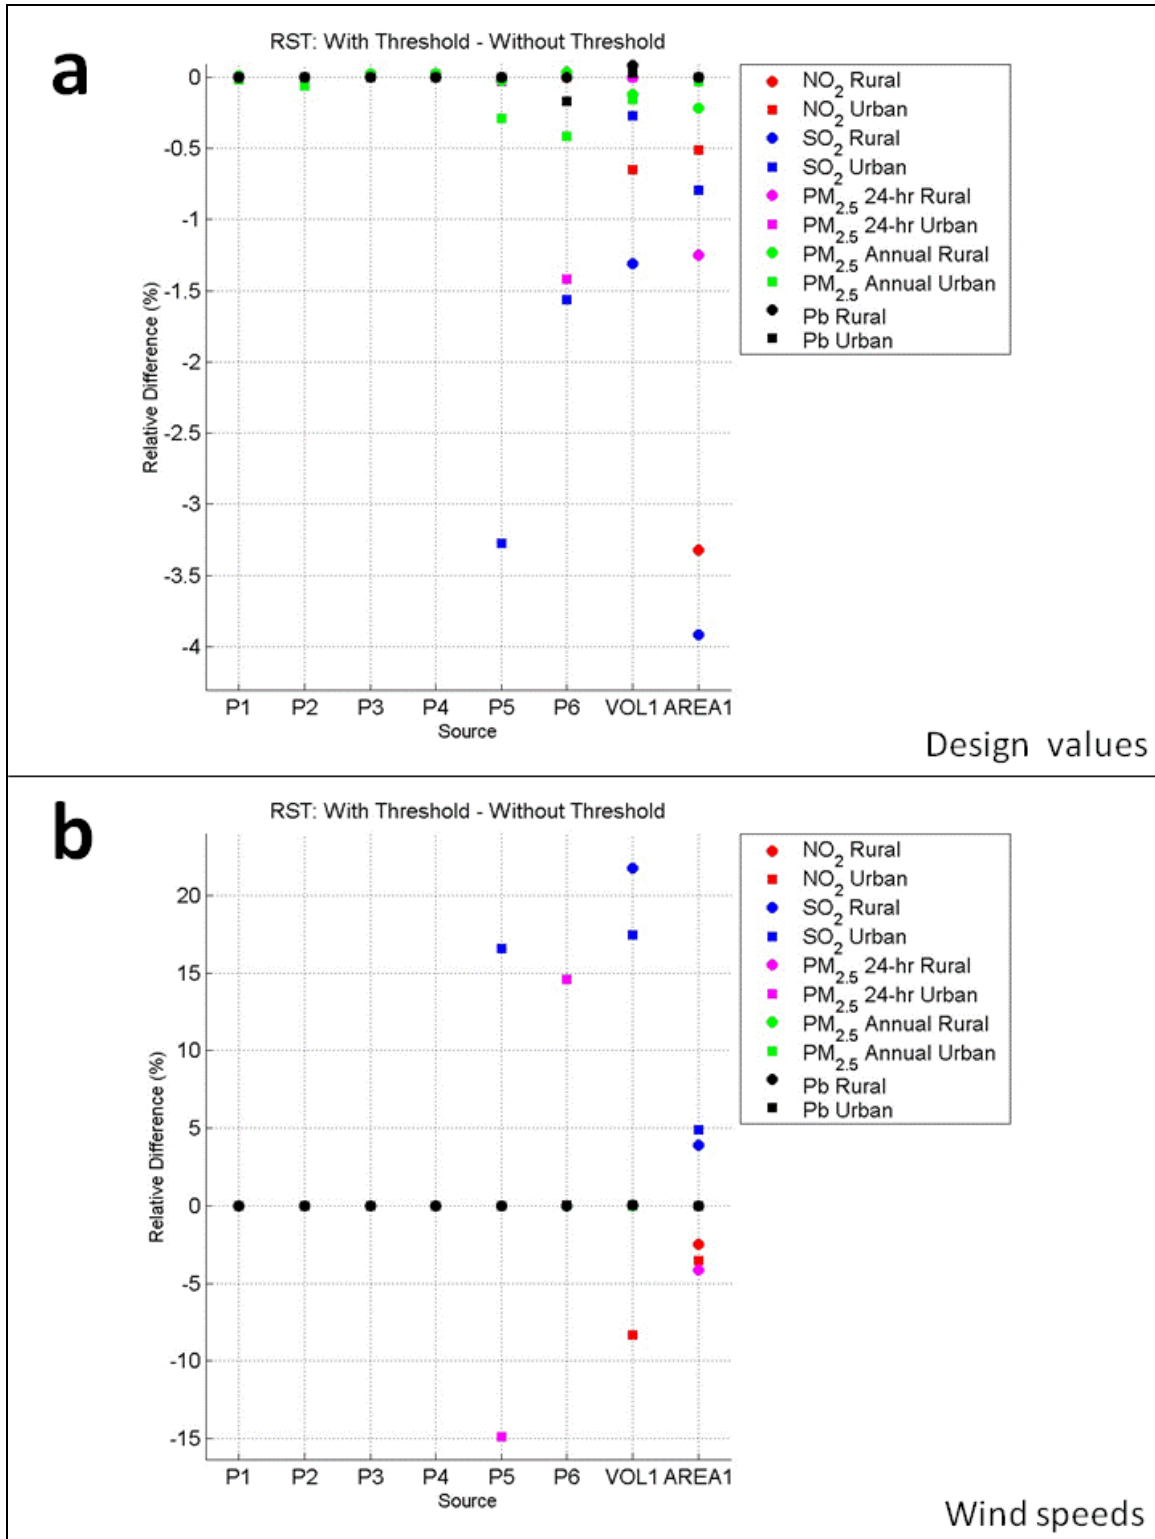 a
RST: With Threshold - Without Threshold
0
-0.5
-1
-1.5
-2
-2.5
-3
-3.5
-4
Relative Difference (%)
P1 P2 P3 P4 P5 P6 VOL1 AREA1
Source
NO2 Rural
NO2 Urban
SO2 Rural
SO2 Urban
PM2.5 24-hr Rural
PM2.5 24-hr Urban
PM2.5 Annual Rural
PM2.5 Annual Urban
Pb Rural
Pb Urban
Design values
b
RST: With Threshold - Without Threshold
20
15
10
5
0
-5
-10
-15
Relative Difference (%)
P1 P2 P3 P4 P5 P6 VOL1 AREA1
Source
NO2 Rural
NO2 Urban
SO2 Rural
SO2 Urban
PM2.5 24-hr Rural
PM2.5 24-hr Urban
PM2.5 Annual Rural
PM2.5 Annual Urban
Pb Rural
Pb Urban
Wind speeds